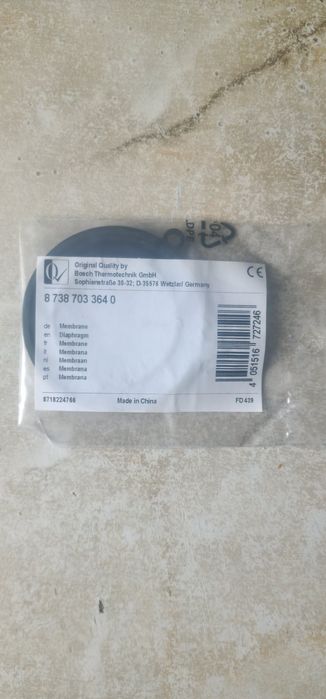 Original Quality by
Bosch Thermotechnik GmbH
Sophienstraße 30-32; D-35576 Wetzlar/ Germany
CE
8 738 703 364 0
de Membrane
en Diaphragm
fr Membrane
it Membrana
nl Membraan
es Membrana
pt Membrana
4 051516 727246
8718224766
Made in China
FD 439
04
LDPE